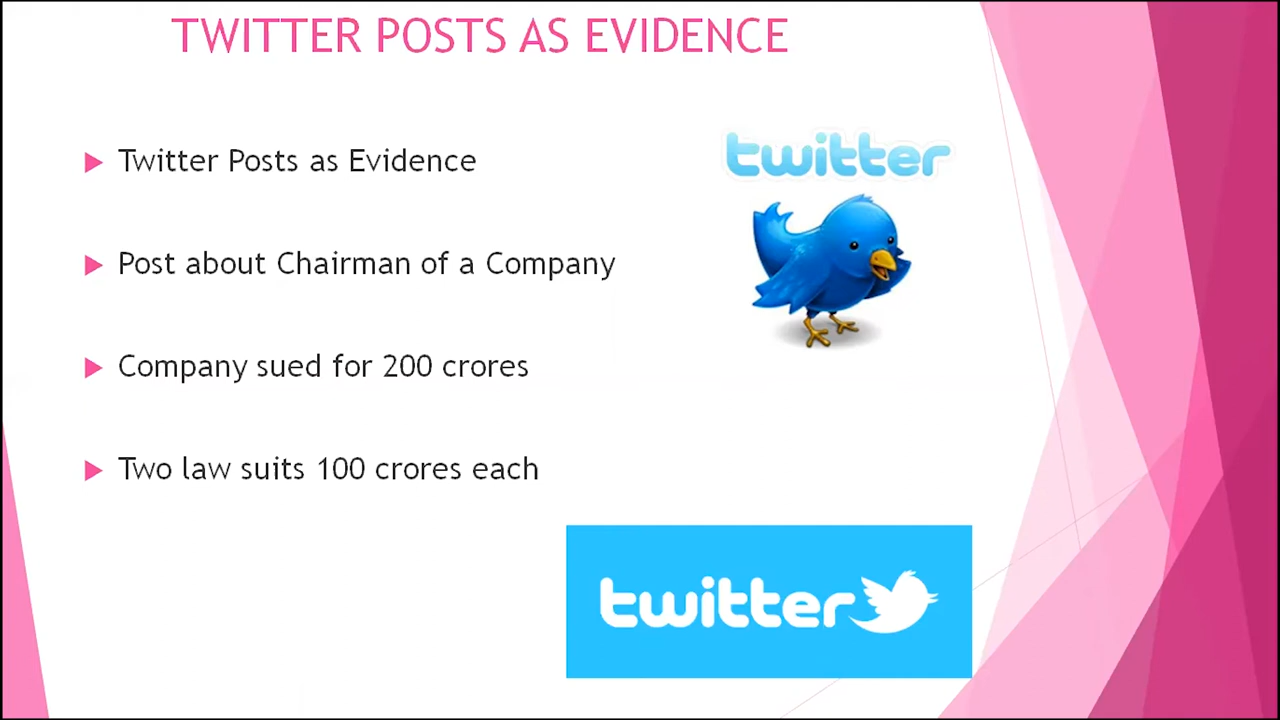 TWITTER POSTS AS EVIDENCE
Twitter Posts as Evidence
twitter
Post about Chairman of a Company
Company sued for 200 crores
Two law suits 100 crores each
twitter